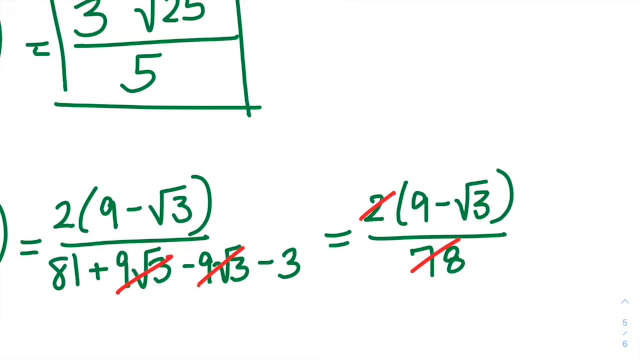 = 3 √25 / 5
) = 2(9 - √3) / 81 + 9√3 - 9√3 - 3 = 2(9 - √3) / 78
5
/
6